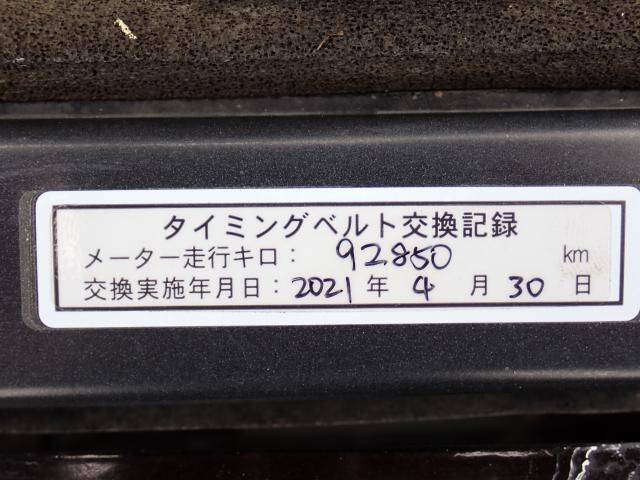 タイミングベルト交換記録
メーター走行キロ： 92850 km
交換実施年月日： 2021 年 4 月 30 日